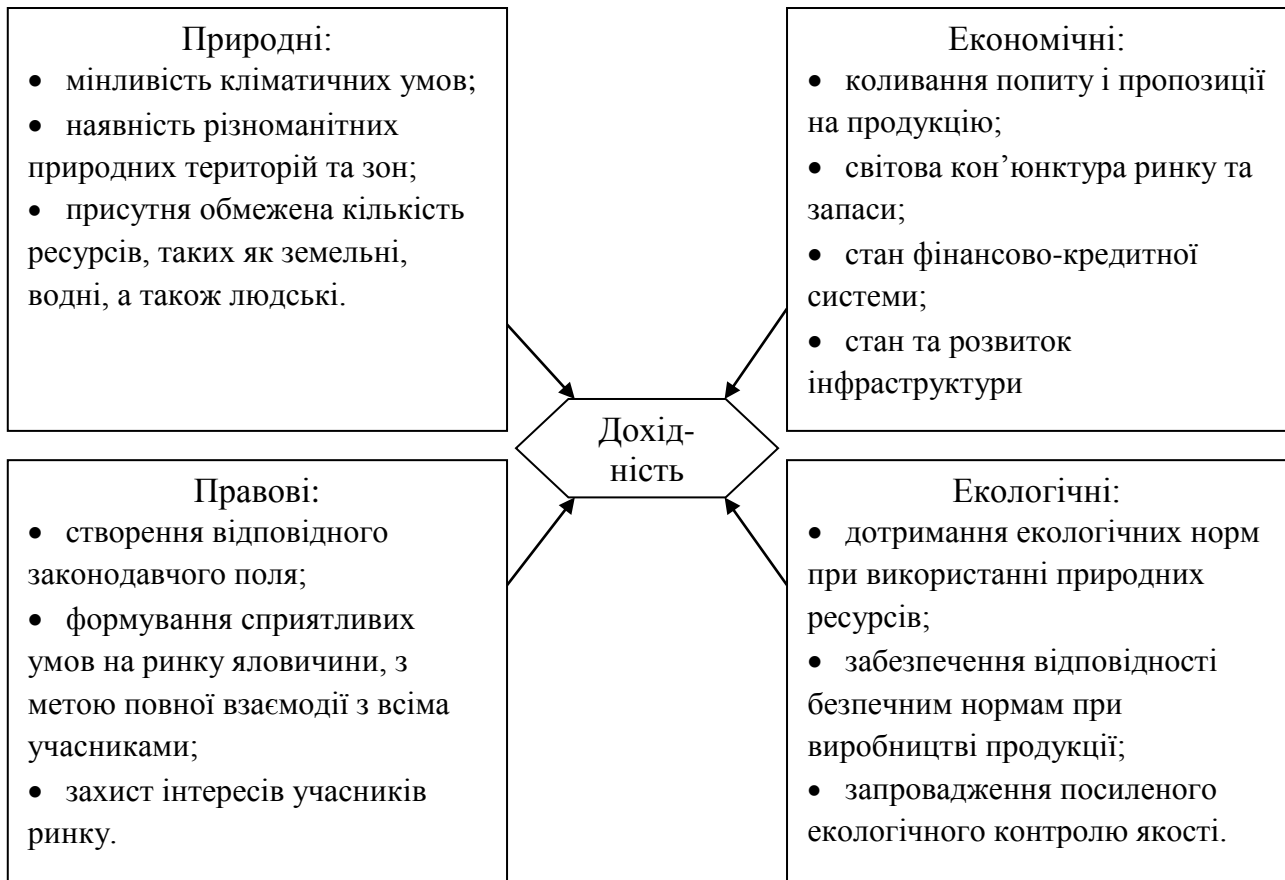 Природні:
• мінливість кліматичних умов;
• наявність різноманітних
природних територій та зон;
• присутня обмежена кількість
ресурсів, таких як земельні,
водні, а також людські.
Економічні:
• коливання попиту і пропозиції
на продукцію;
• світова кон’юнктура ринку та
запаси;
• стан фінансово-кредитної
системи;
• стан та розвиток
інфраструктури
Дохід-
ність
Правові:
• створення відповідного
законодавчого поля;
• формування сприятливих
умов на ринку яловичини, з
метою повної взаємодії з всіма
учасниками;
• захист інтересів учасників
ринку.
Екологічні:
• дотримання екологічних норм
при використанні природних
ресурсів;
• забезпечення відповідності
безпечним нормам при
виробництві продукції;
• запровадження посиленого
екологічного контролю якості.